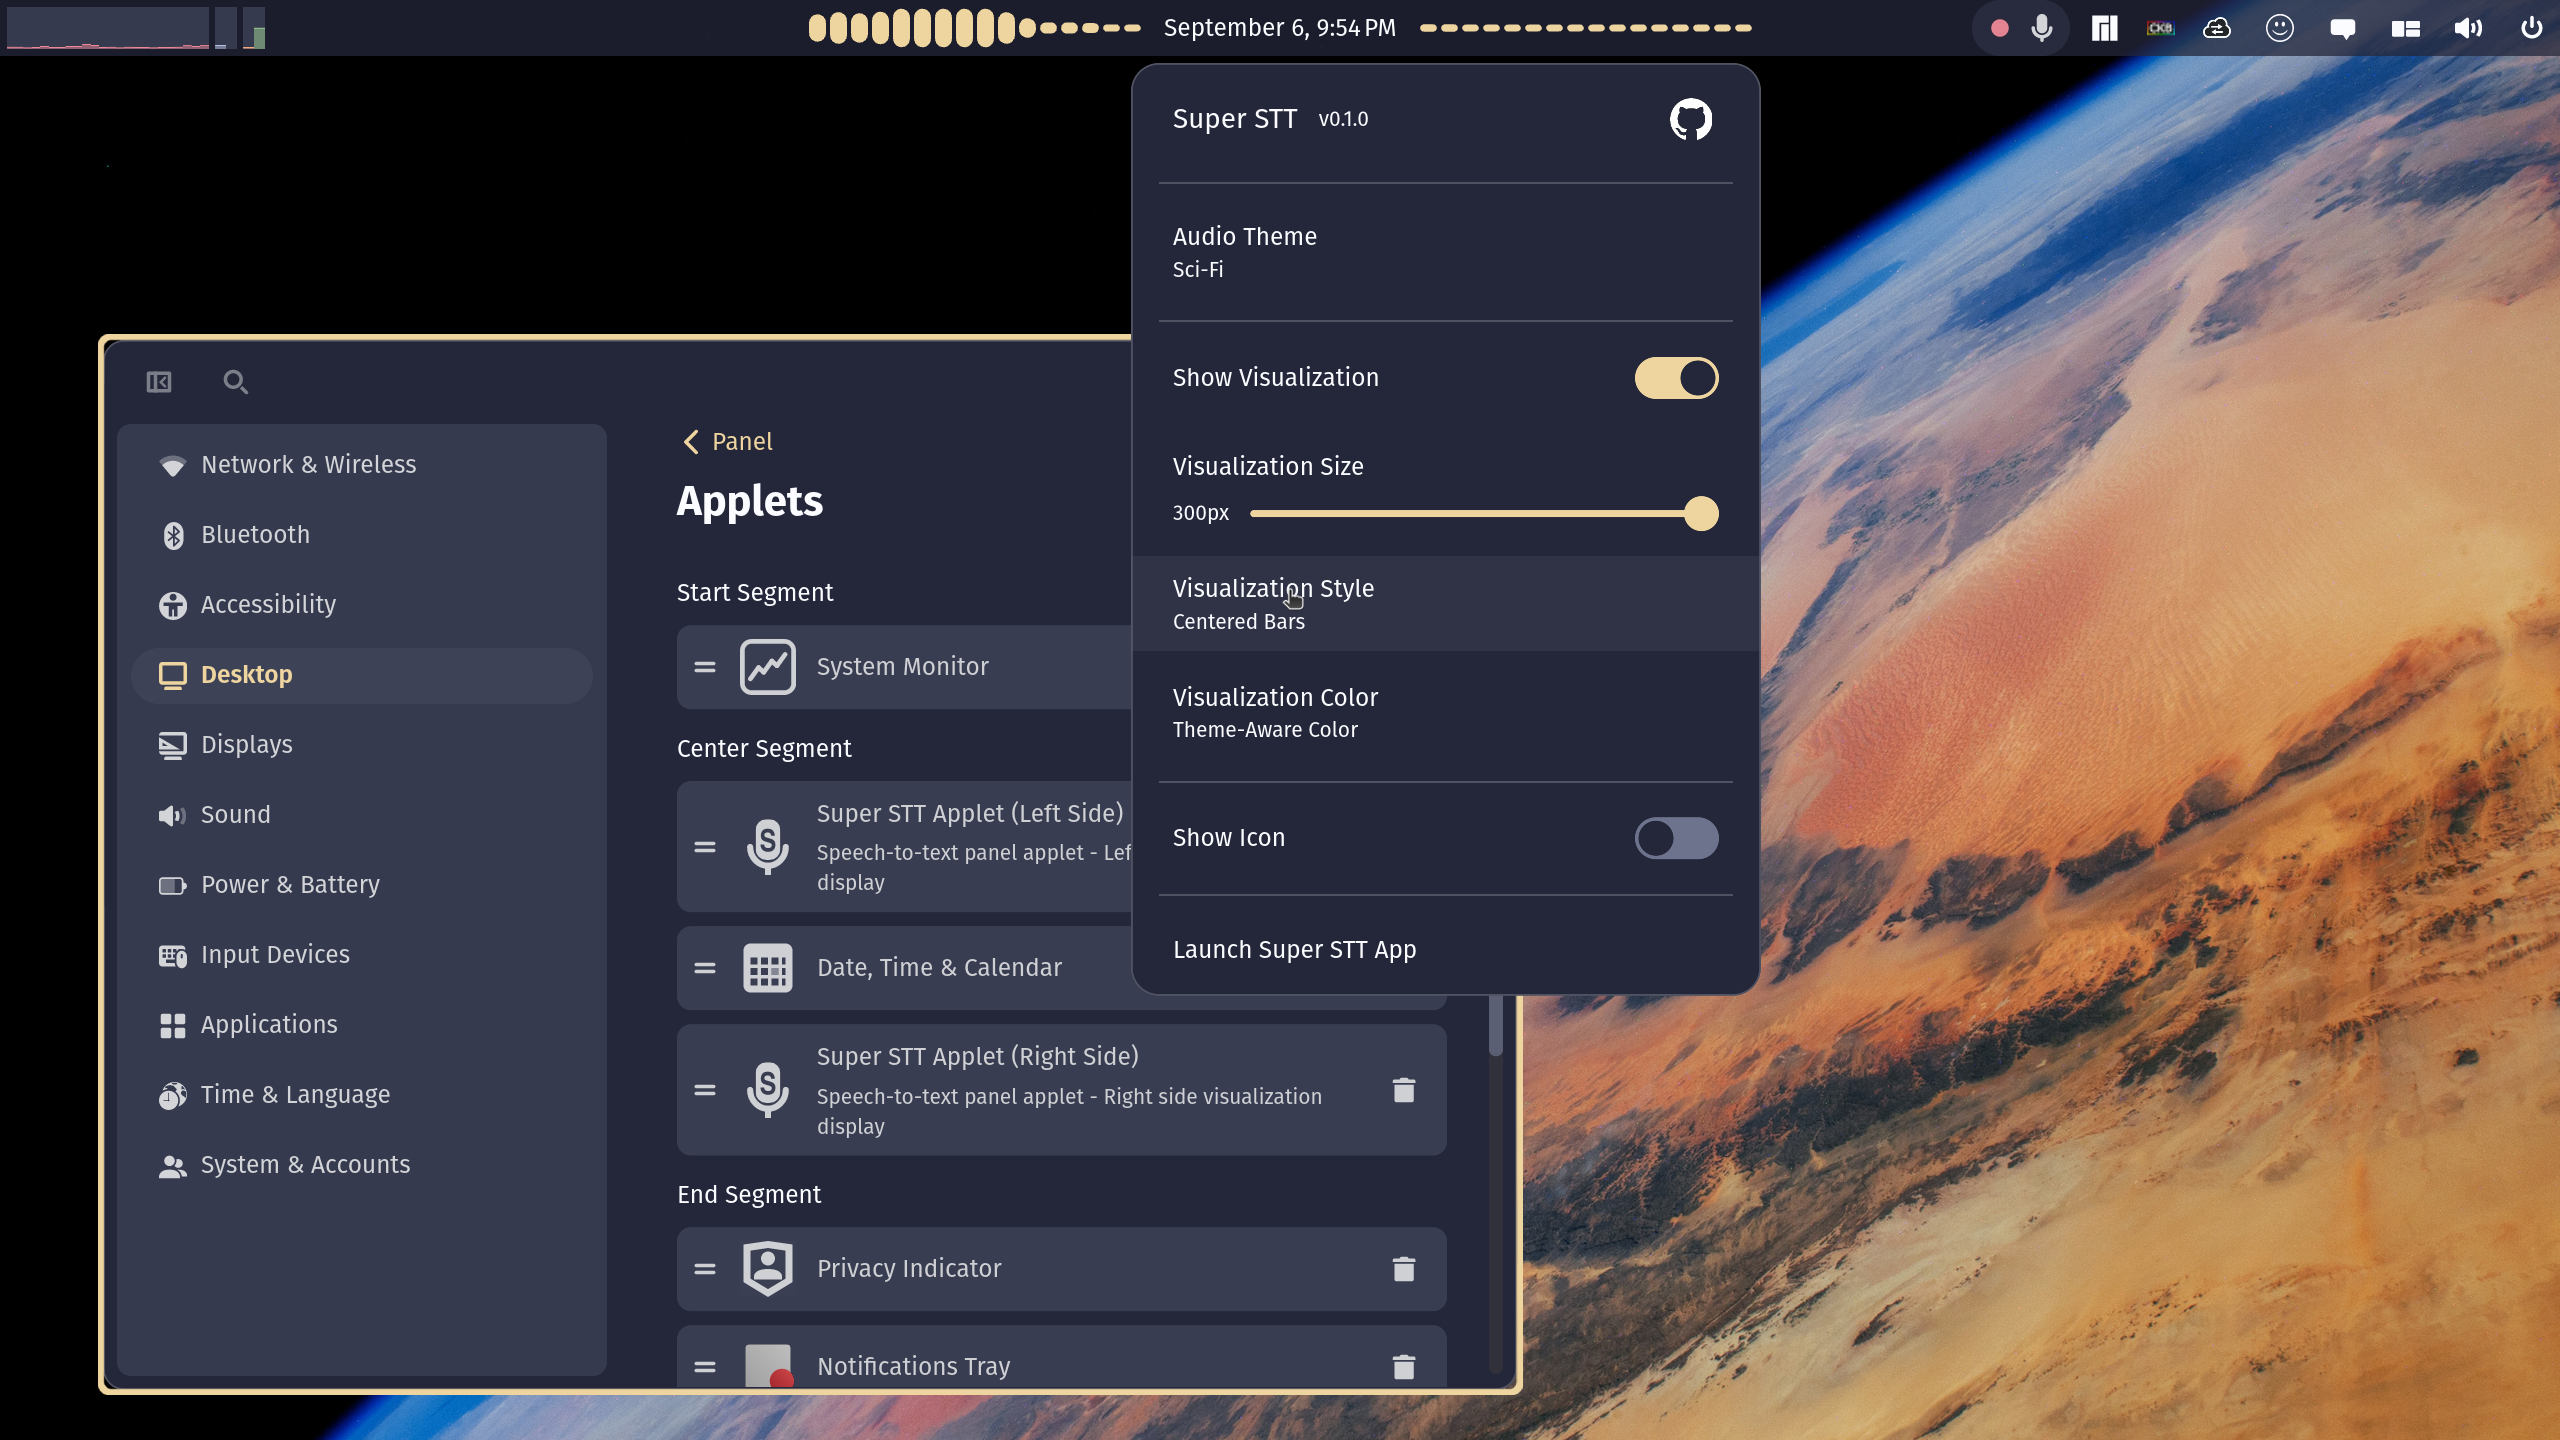 September 6, 9:54 PM
CKB
Super STT v0.1.0
Audio Theme
Sci-Fi
Show Visualization
Visualization Size
300px
Visualization Style
Centered Bars
Visualization Color
Theme-Aware Color
Show Icon
Launch Super STT App
Network & Wireless
Bluetooth
Accessibility
Desktop
Displays
Sound
Power & Battery
Input Devices
Applications
Time & Language
System & Accounts
Panel
Applets
Start Segment
System Monitor
Center Segment
Super STT Applet (Left Side)
Speech-to-text panel applet - Lef
display
Date, Time & Calendar
Super STT Applet (Right Side)
Speech-to-text panel applet - Right side visualization
display
End Segment
Privacy Indicator
Notifications Tray